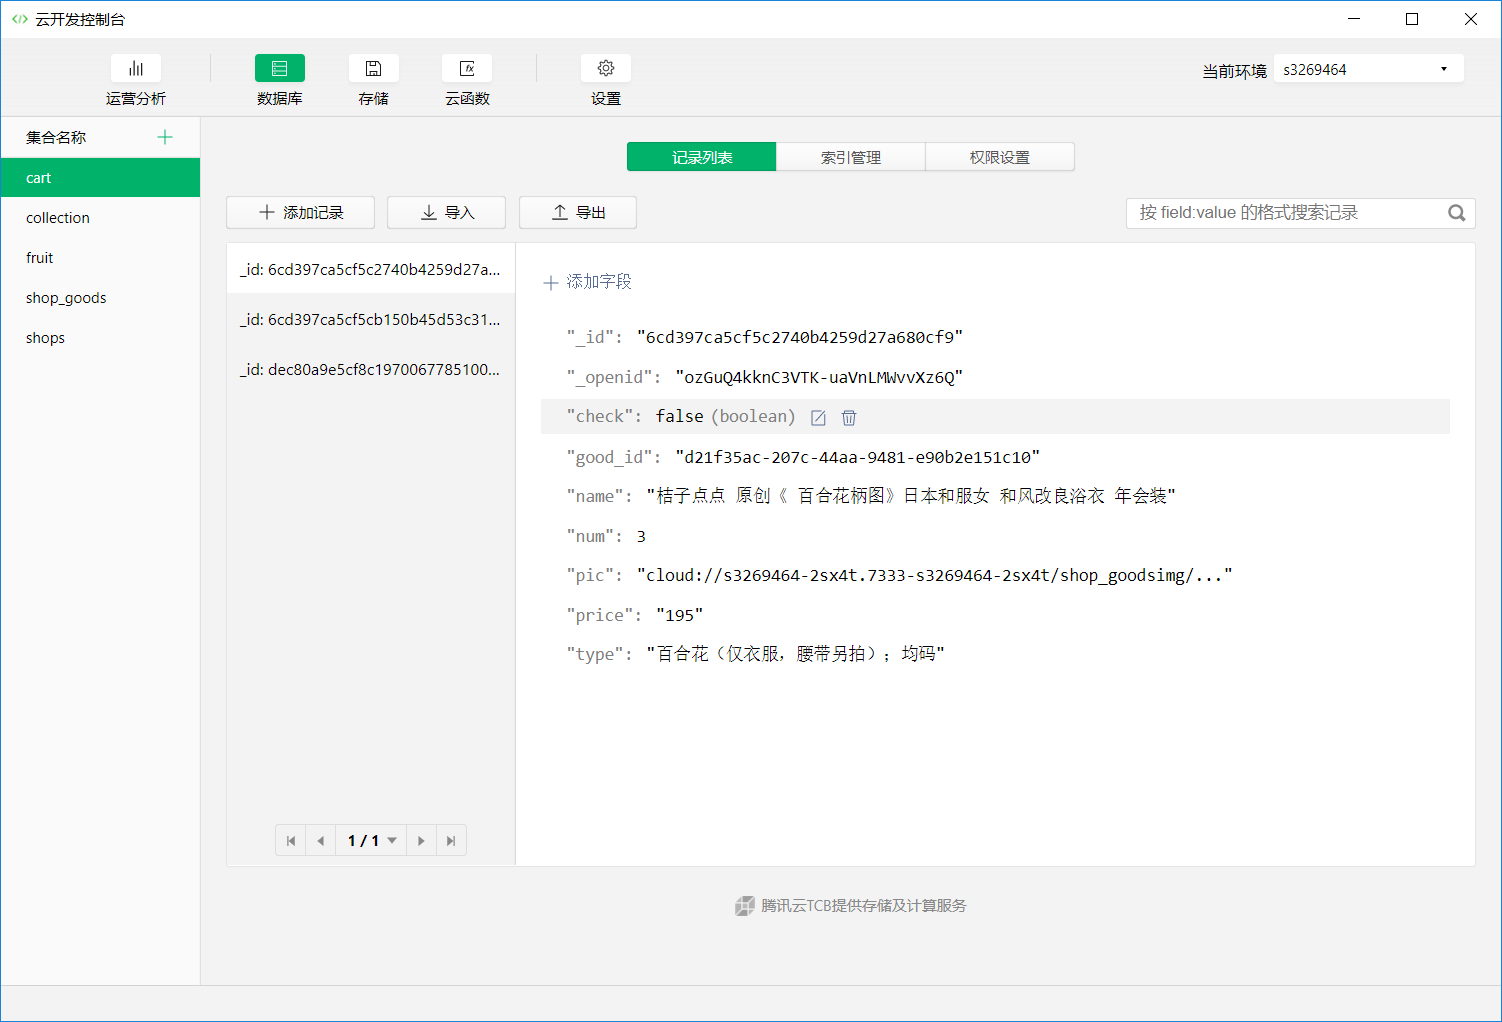 云开发控制台
运营分析
数据库
存储
云函数
设置
当前环境
s3269464
集合名称
cart
collection
fruit
shop_goods
shops
记录列表
索引管理
权限设置
添加记录
导入
导出
按 field:value 的格式搜索记录
_id: 6cd397ca5cf5c2740b4259d27a...
_id: 6cd397ca5cf5cb150b45d53c31...
_id: dec80a9e5cf8c1970067785100...
添加字段
"_id": "6cd397ca5cf5c2740b4259d27a680cf9"
"_openid": "ozGuQ4kknC3VTK-uaVnLMWvvXz6Q"
"check": false (boolean)
"good_id": "d21f35ac-207c-44aa-9481-e90b2e151c10"
"name": "桔子点点 原创《 百合花柄图》日本和服女 和风改良浴衣 年会装"
"num": 3
"pic": "cloud://s3269464-2sx4t.7333-s3269464-2sx4t/shop_goodsimg/..."
"price": "195"
"type": "百合花（仅衣服，腰带另拍）；均码"
1 / 1
腾讯云TCB提供存储及计算服务